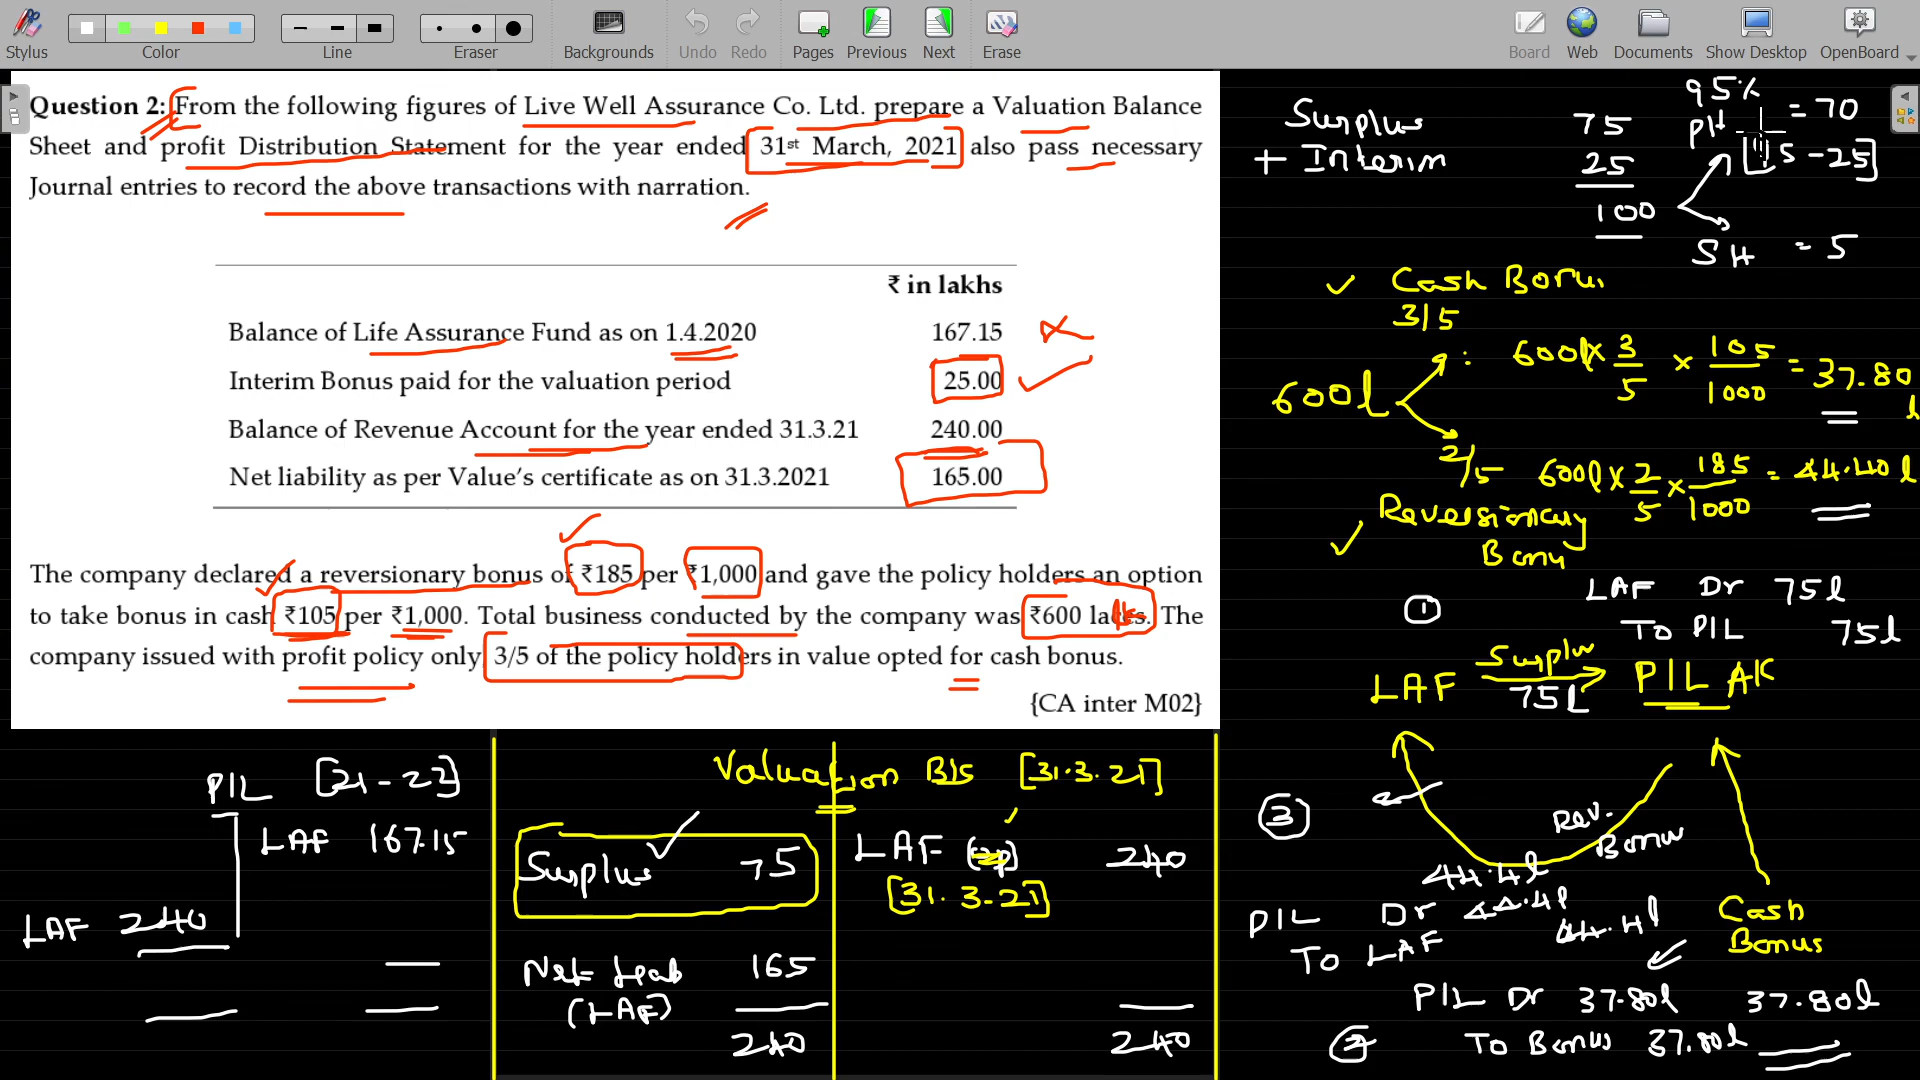 Stylus
Color
Line
Eraser
Backgrounds
Undo
Redo
Pages
Previous
Next
Erase
Board
Web
Documents
Show Desktop
OpenBoard
Question 2: From the following figures of Live Well Assurance Co. Ltd. prepare a Valuation Balance
Sheet and profit Distribution Statement for the year ended 31st March, 2021 also pass necessary
Journal entries to record the above transactions with narration.
₹ in lakhs
Balance of Life Assurance Fund as on 1.4.2020 167.15
Interim Bonus paid for the valuation period 25.00
Balance of Revenue Account for the year ended 31.3.21 240.00
Net liability as per Value's certificate as on 31.3.2021 165.00
The company declared a reversionary bonus of ₹185 per ₹1,000 and gave the policy holders an option
to take bonus in cash ₹105 per ₹1,000. Total business conducted by the company was ₹600 lakhs. The
company issued with profit policy only 3/5 of the policy holders in value opted for cash bonus.
{CA inter M02}
Surplus 75
+ Interim 25
100
95%
PH = 70
5 - 25]
SH = 5
Cash Bonus
3/5
600l
: 600l x 3/5 x 105/1000 = 37.80 l
2/5 600l x 2/5 x 185/1000 = 44.40 l
Reversionary
Bonu
① LAF Dr 75l
To P/L 75l
LAF Surplus 75l P/L A/C
③ Rev. Bonus
44.4l
P/L Dr 44.4l
To LAF 44.4l
Cash
Bonus
P/L Dr 37.80l 37.80l
② To Bonus 37.80l
P/L [21-22]
LAF 167.15
LAF 240
Valuation B/S [31.3.21]
Surplus 75
LAF 240
[31.3.21]
Net Liab 165
(LAF)
240 240